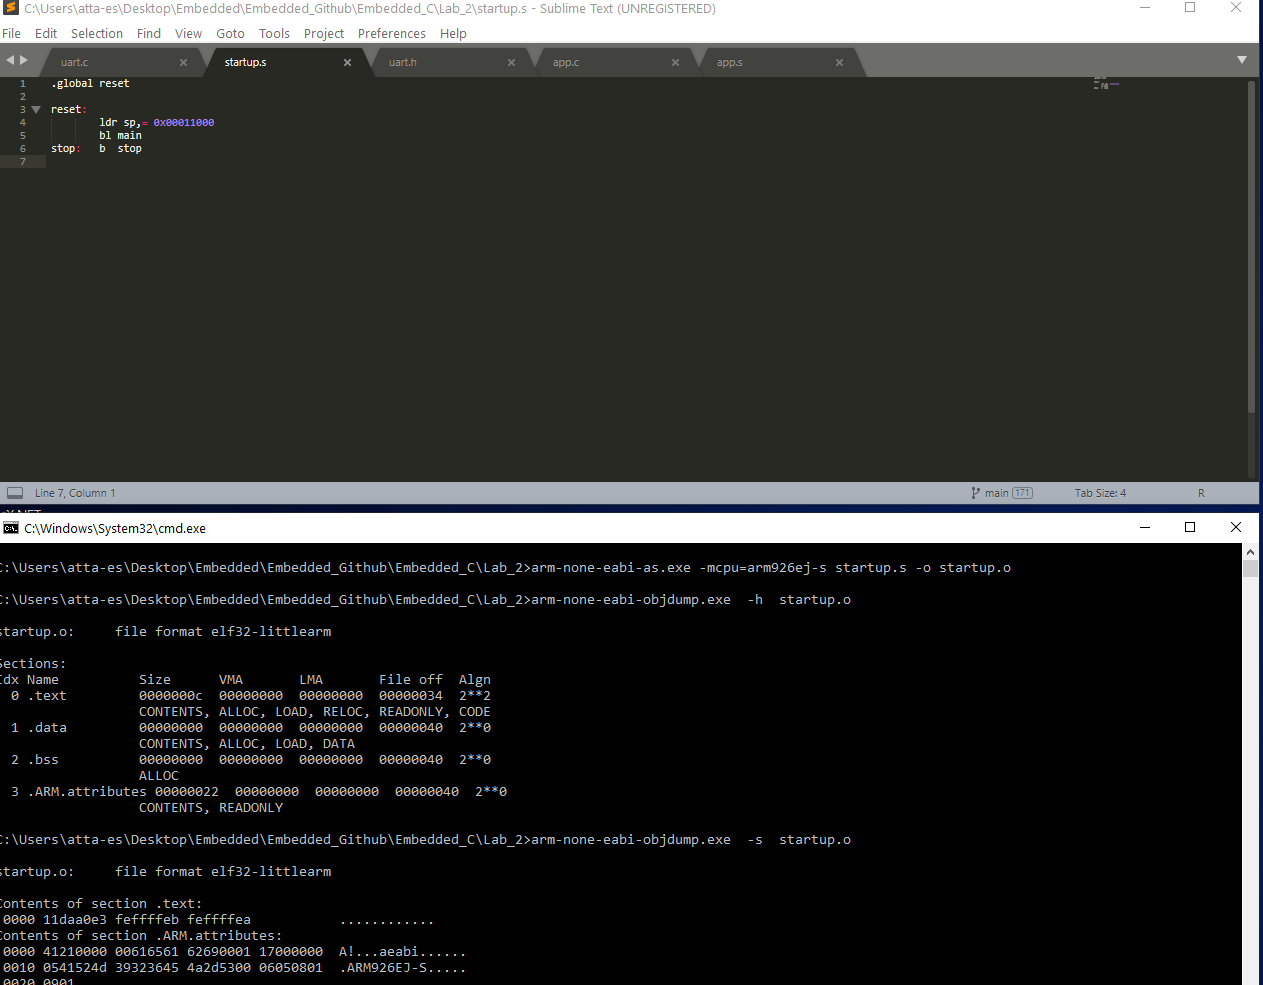 C:\Users\atta-es\Desktop\Embedded\Embedded_Github\Embedded_C\Lab_2\startup.s - Sublime Text (UNREGISTERED)
File Edit Selection Find View Goto Tools Project Preferences Help
uart.c startup.s uart.h app.c app.s
1 .global reset
2
3 reset:
4 ldr sp,= 0x00011000
5 bl main
6 stop: b stop
7
Line 7, Column 1 main 171 Tab Size: 4 R
C:\Windows\System32\cmd.exe
C:\Users\atta-es\Desktop\Embedded\Embedded_Github\Embedded_C\Lab_2>arm-none-eabi-as.exe -mcpu=arm926ej-s startup.s -o startup.o
C:\Users\atta-es\Desktop\Embedded\Embedded_Github\Embedded_C\Lab_2>arm-none-eabi-objdump.exe -h startup.o
startup.o: file format elf32-littlearm
Sections:
Idx Name Size VMA LMA File off Algn
0 .text 0000000c 00000000 00000000 00000034 2**2
CONTENTS, ALLOC, LOAD, RELOC, READONLY, CODE
1 .data 00000000 00000000 00000000 00000040 2**0
CONTENTS, ALLOC, LOAD, DATA
2 .bss 00000000 00000000 00000000 00000040 2**0
ALLOC
3 .ARM.attributes 00000022 00000000 00000000 00000040 2**0
CONTENTS, READONLY
C:\Users\atta-es\Desktop\Embedded\Embedded_Github\Embedded_C\Lab_2>arm-none-eabi-objdump.exe -s startup.o
startup.o: file format elf32-littlearm
Contents of section .text:
0000 11daa0e3 feffffeb feffffea ............
Contents of section .ARM.attributes:
0000 41210000 00616561 62690001 17000000 A!...aeabi......
0010 0541524d 39323645 4a2d5300 06050801 .ARM926EJ-S.....
0020 0901